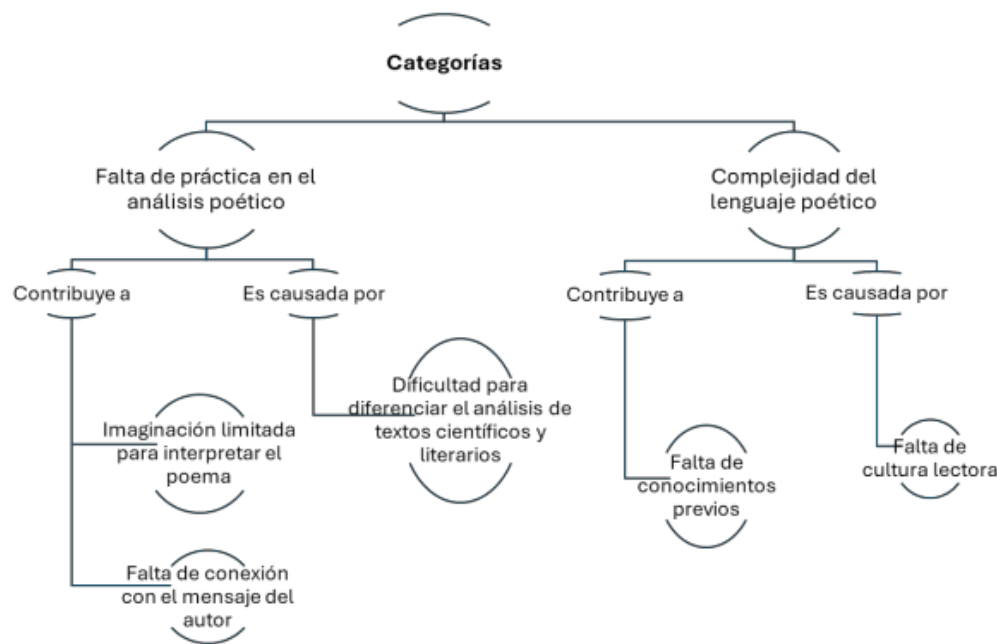 Categorías
Falta de práctica en el
análisis poético
Complejidad del
lenguaje poético
Contribuye a
Es causada por
Contribuye a
Es causada por
Dificultad para
diferenciar el análisis de
textos científicos y
literarios
Imaginación limitada
para interpretar el
poema
Falta de
conocimientos
previos
Falta de
cultura lectora
Falta de conexión
con el mensaje del
autor